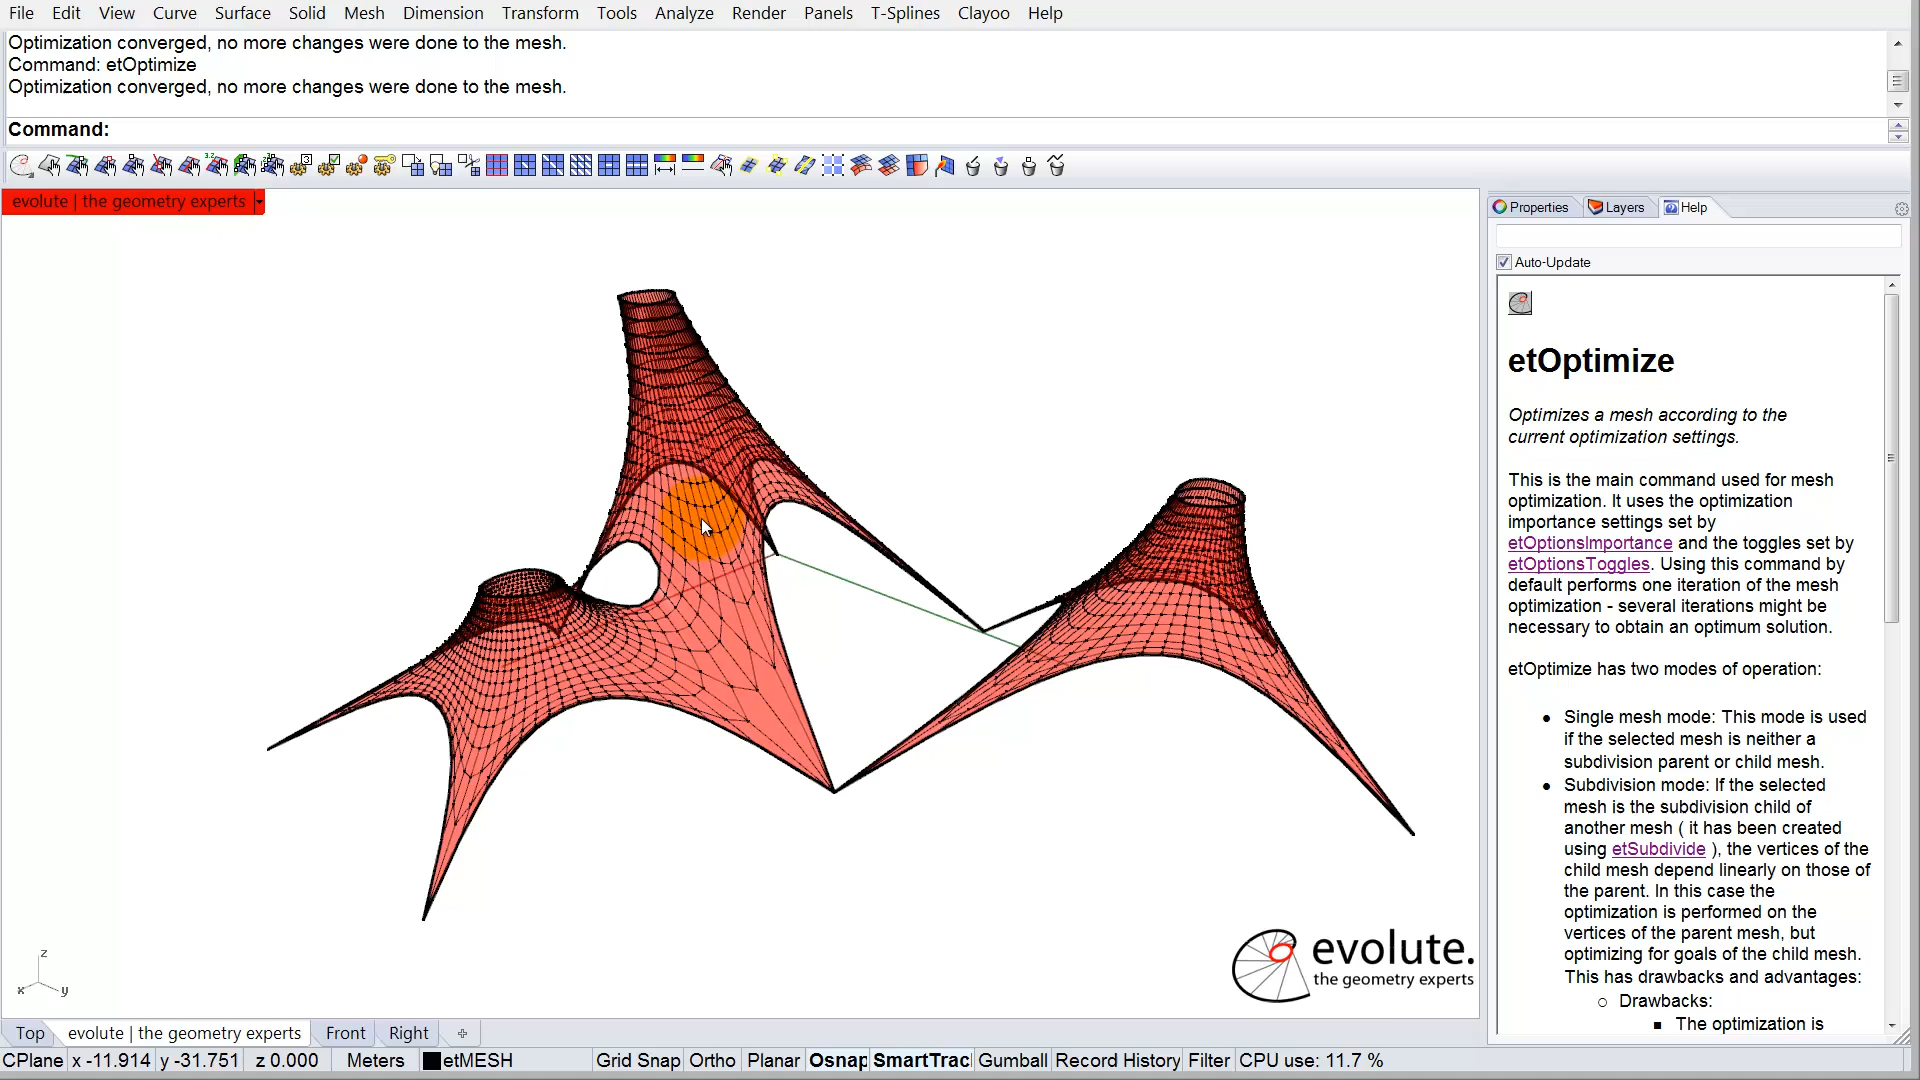 File Edit View Curve Surface Solid Mesh Dimension Transform Tools Analyze Render Panels T-Splines Clayoo Help
Optimization converged, no more changes were done to the mesh.
Command: etOptimize
Optimization converged, no more changes were done to the mesh.
Command:
evolute | the geometry experts
Properties Layers Help
Auto-Update
etOptimize
Optimizes a mesh according to the
current optimization settings.
This is the main command used for mesh
optimization. It uses the optimization
importance settings set by
etOptionsImportance and the toggles set by
etOptionsToggles. Using this command by
default performs one iteration of the mesh
optimization - several iterations might be
necessary to obtain an optimum solution.
etOptimize has two modes of operation:
Single mesh mode: This mode is used
if the selected mesh is neither a
subdivision parent or child mesh.
Subdivision mode: If the selected
mesh is the subdivision child of
another mesh ( it has been created
using etSubdivide ), the vertices of the
child mesh depend linearly on those of
the parent. In this case the
optimization is performed on the
vertices of the parent mesh, but
optimizing for goals of the child mesh.
This has drawbacks and advantages:
Drawbacks:
The optimization is
evolute.
the geometry experts
z
x y
Top evolute | the geometry experts Front Right
CPlane x -11.914 y -31.751 z 0.000 Meters etMESH Grid Snap Ortho Planar Osnap SmartTrac Gumball Record History Filter CPU use: 11.7 %